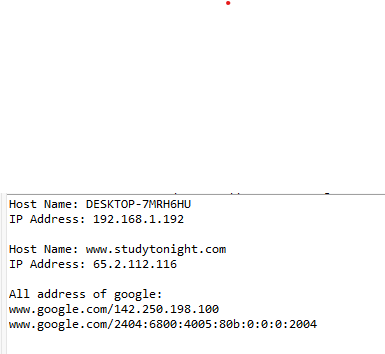 Host Name: DESKTOP-7MRH6HU
IP Address: 192.168.1.192
Host Name: www.studytonight.com
IP Address: 65.2.112.116
All address of google:
www.google.com/142.250.198.100
www.google.com/2404:6800:4005:80b:0:0:0:2004